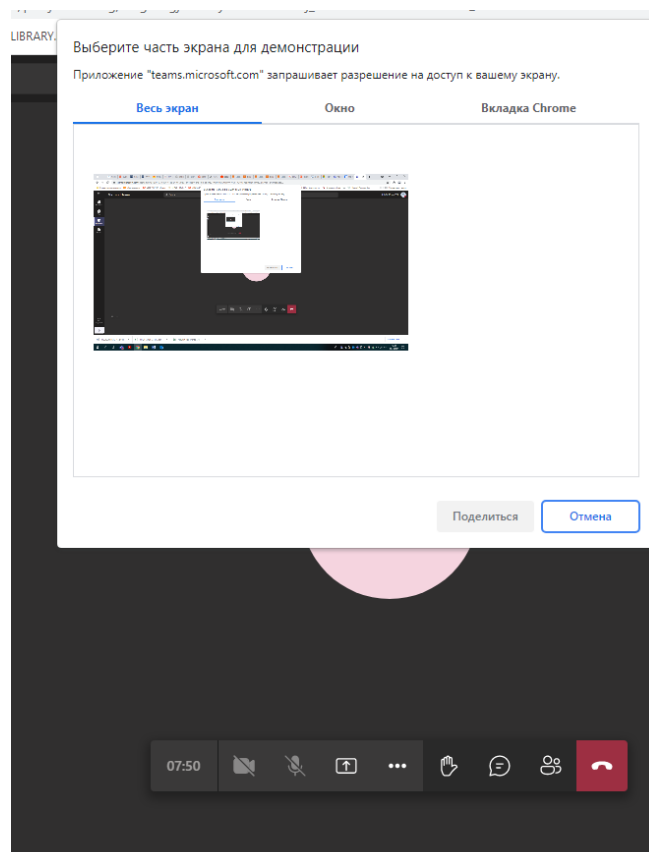 LIBRARY.
Выберите часть экрана для демонстрации
Приложение "teams.microsoft.com" запрашивает разрешение на доступ к вашему экрану.
Весь экран Окно Вкладка Chrome
Поделиться Отмена
07:50